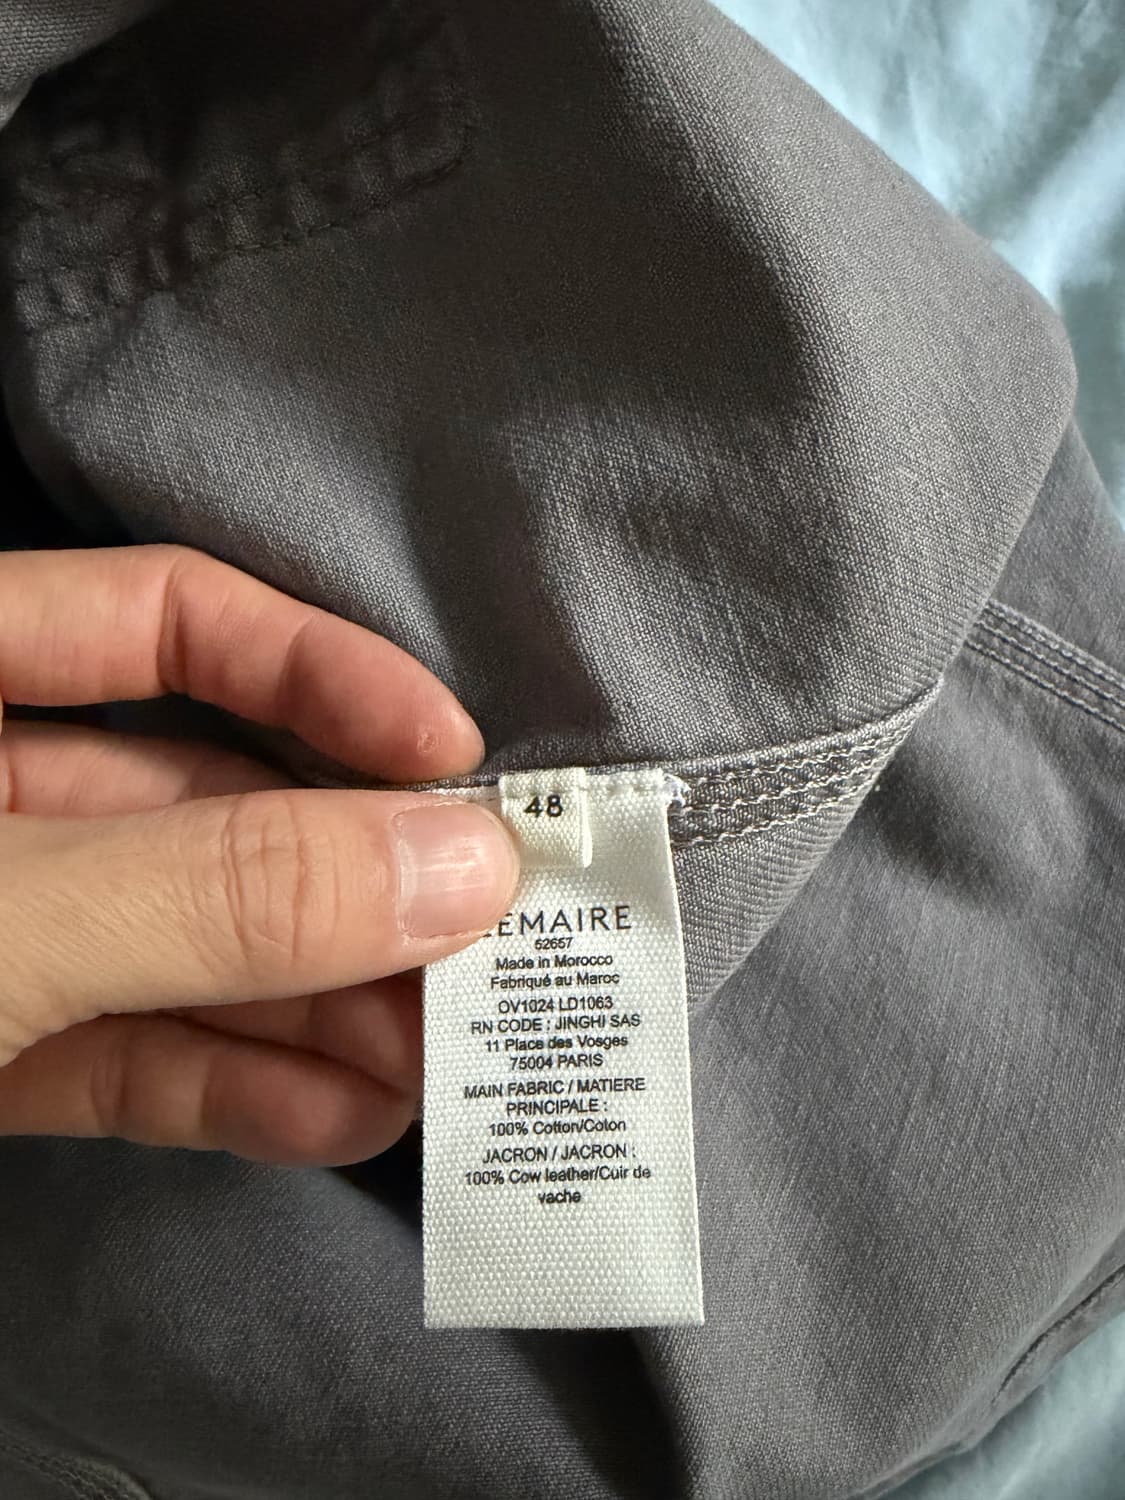 48
LEMAIRE
62657
Made in Morocco
Fabriqué au Maroc
OV1024 LD1063
RN CODE : JINGHI SAS
11 Place des Vosges
75004 PARIS
MAIN FABRIC / MATIERE
PRINCIPALE :
100% Cotton/Coton
JACRON / JACRON :
100% Cow leather/Cuir de
vache